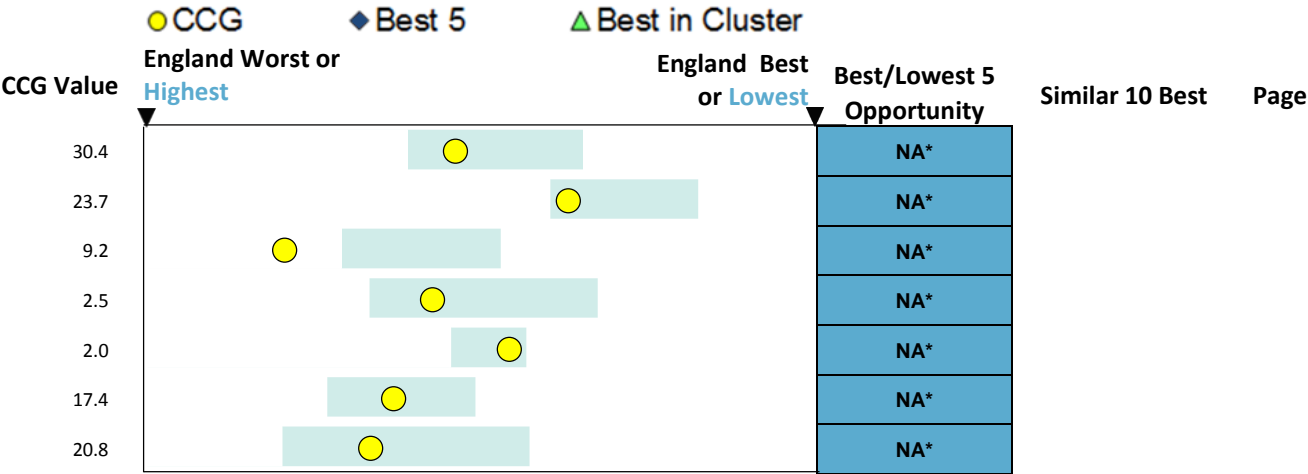 CCG Best 5 Best in Cluster
CCG Value
England Worst or
Highest
England Best
or Lowest
Best/Lowest 5
Opportunity
Similar 10 Best
Page
30.4 NA*
23.7 NA*
9.2 NA*
2.5 NA*
2.0 NA*
17.4 NA*
20.8 NA*